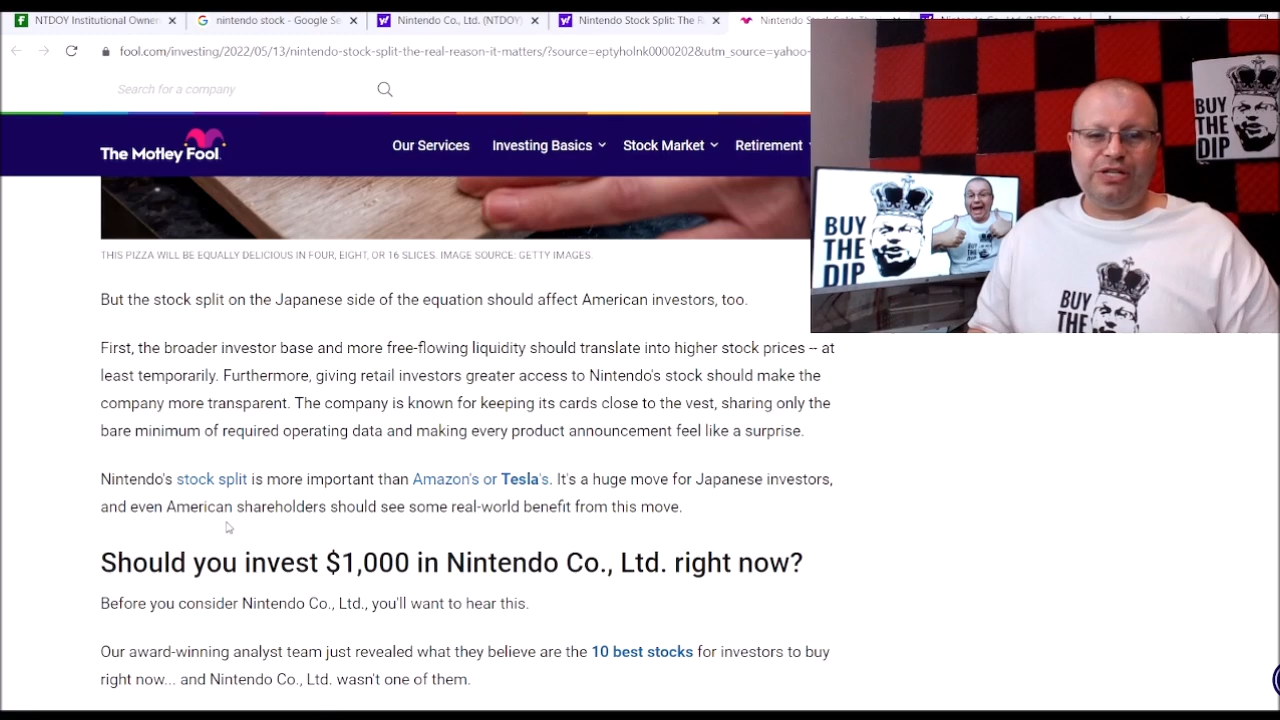 NTDOY Institutional Owner
nintendo stock - Google Se
Nintendo Co., Ltd. (NTDOY)
Nintendo Stock Split: The R
fool.com/investing/2022/05/13/nintendo-stock-split-the-real-reason-it-matters/?source=eptyholnk0000202&utm_source=yahoo-
Search for a company
The Motley Fool.
Our Services
Investing Basics
Stock Market
Retirement
BUY
THE
DIP
BUY
THE
DIP
BUY
THE
THIS PIZZA WILL BE EQUALLY DELICIOUS IN FOUR, EIGHT, OR 16 SLICES. IMAGE SOURCE: GETTY IMAGES.
But the stock split on the Japanese side of the equation should affect American investors, too.
First, the broader investor base and more free-flowing liquidity should translate into higher stock prices -- at
least temporarily. Furthermore, giving retail investors greater access to Nintendo's stock should make the
company more transparent. The company is known for keeping its cards close to the vest, sharing only the
bare minimum of required operating data and making every product announcement feel like a surprise.
Nintendo's stock split is more important than Amazon's or Tesla's. It's a huge move for Japanese investors,
and even American shareholders should see some real-world benefit from this move.
Should you invest $1,000 in Nintendo Co., Ltd. right now?
Before you consider Nintendo Co., Ltd., you'll want to hear this.
Our award-winning analyst team just revealed what they believe are the 10 best stocks for investors to buy
right now... and Nintendo Co., Ltd. wasn't one of them.